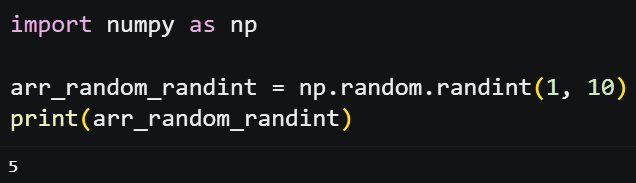 import numpy as np
arr_random_randint = np.random.randint(1, 10)
print(arr_random_randint)
5